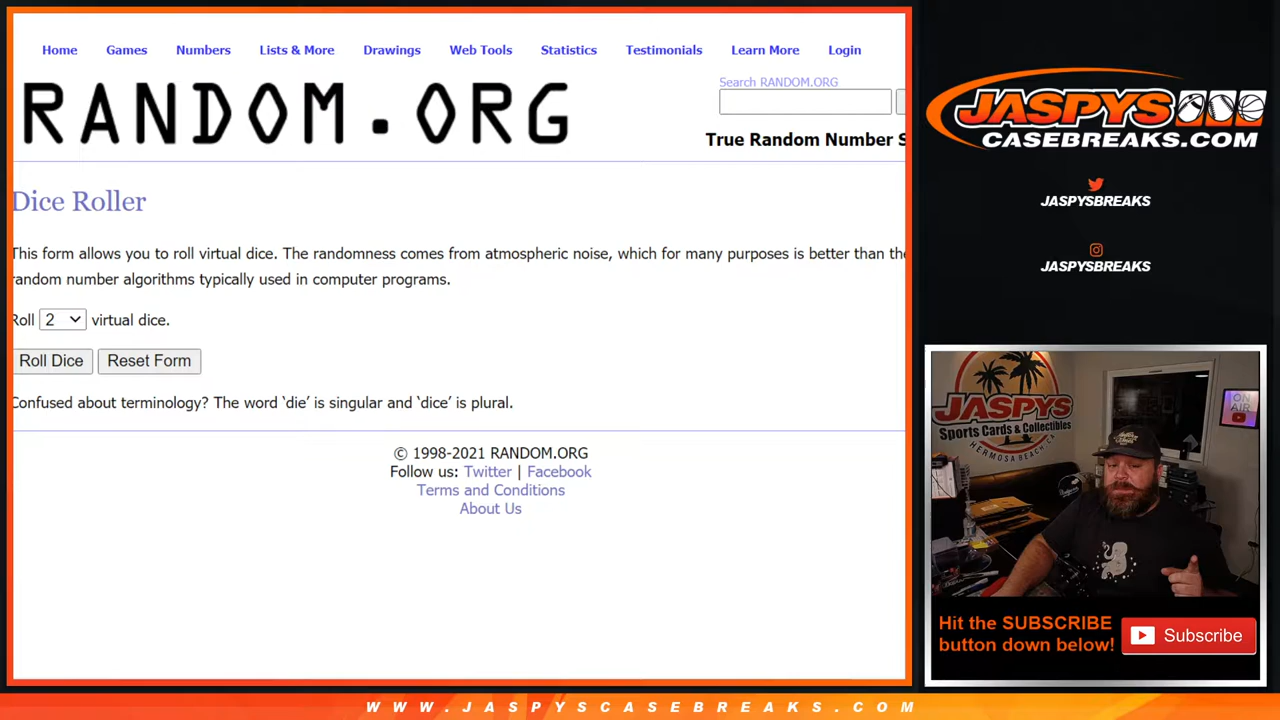 Home Games Numbers Lists & More Drawings Web Tools Statistics Testimonials Learn More Login
RANDOM.ORG
Search RANDOM.ORG
True Random Number S
Dice Roller
This form allows you to roll virtual dice. The randomness comes from atmospheric noise, which for many purposes is better than the
random number algorithms typically used in computer programs.
Roll 2 virtual dice.
Roll Dice Reset Form
Confused about terminology? The word ‘die’ is singular and ‘dice’ is plural.
© 1998-2021 RANDOM.ORG
Follow us: Twitter | Facebook
Terms and Conditions
About Us
JASPYS
CASEBREAKS.COM
JASPYSBREAKS
JASPYSBREAKS
JASPYS
Sports Cards & Collectibles
HERMOSA BEACH, CA
ON
AIR
Hit the SUBSCRIBE
button down below!
Subscribe
WWW.JASPYSCASEBREAKS.COM